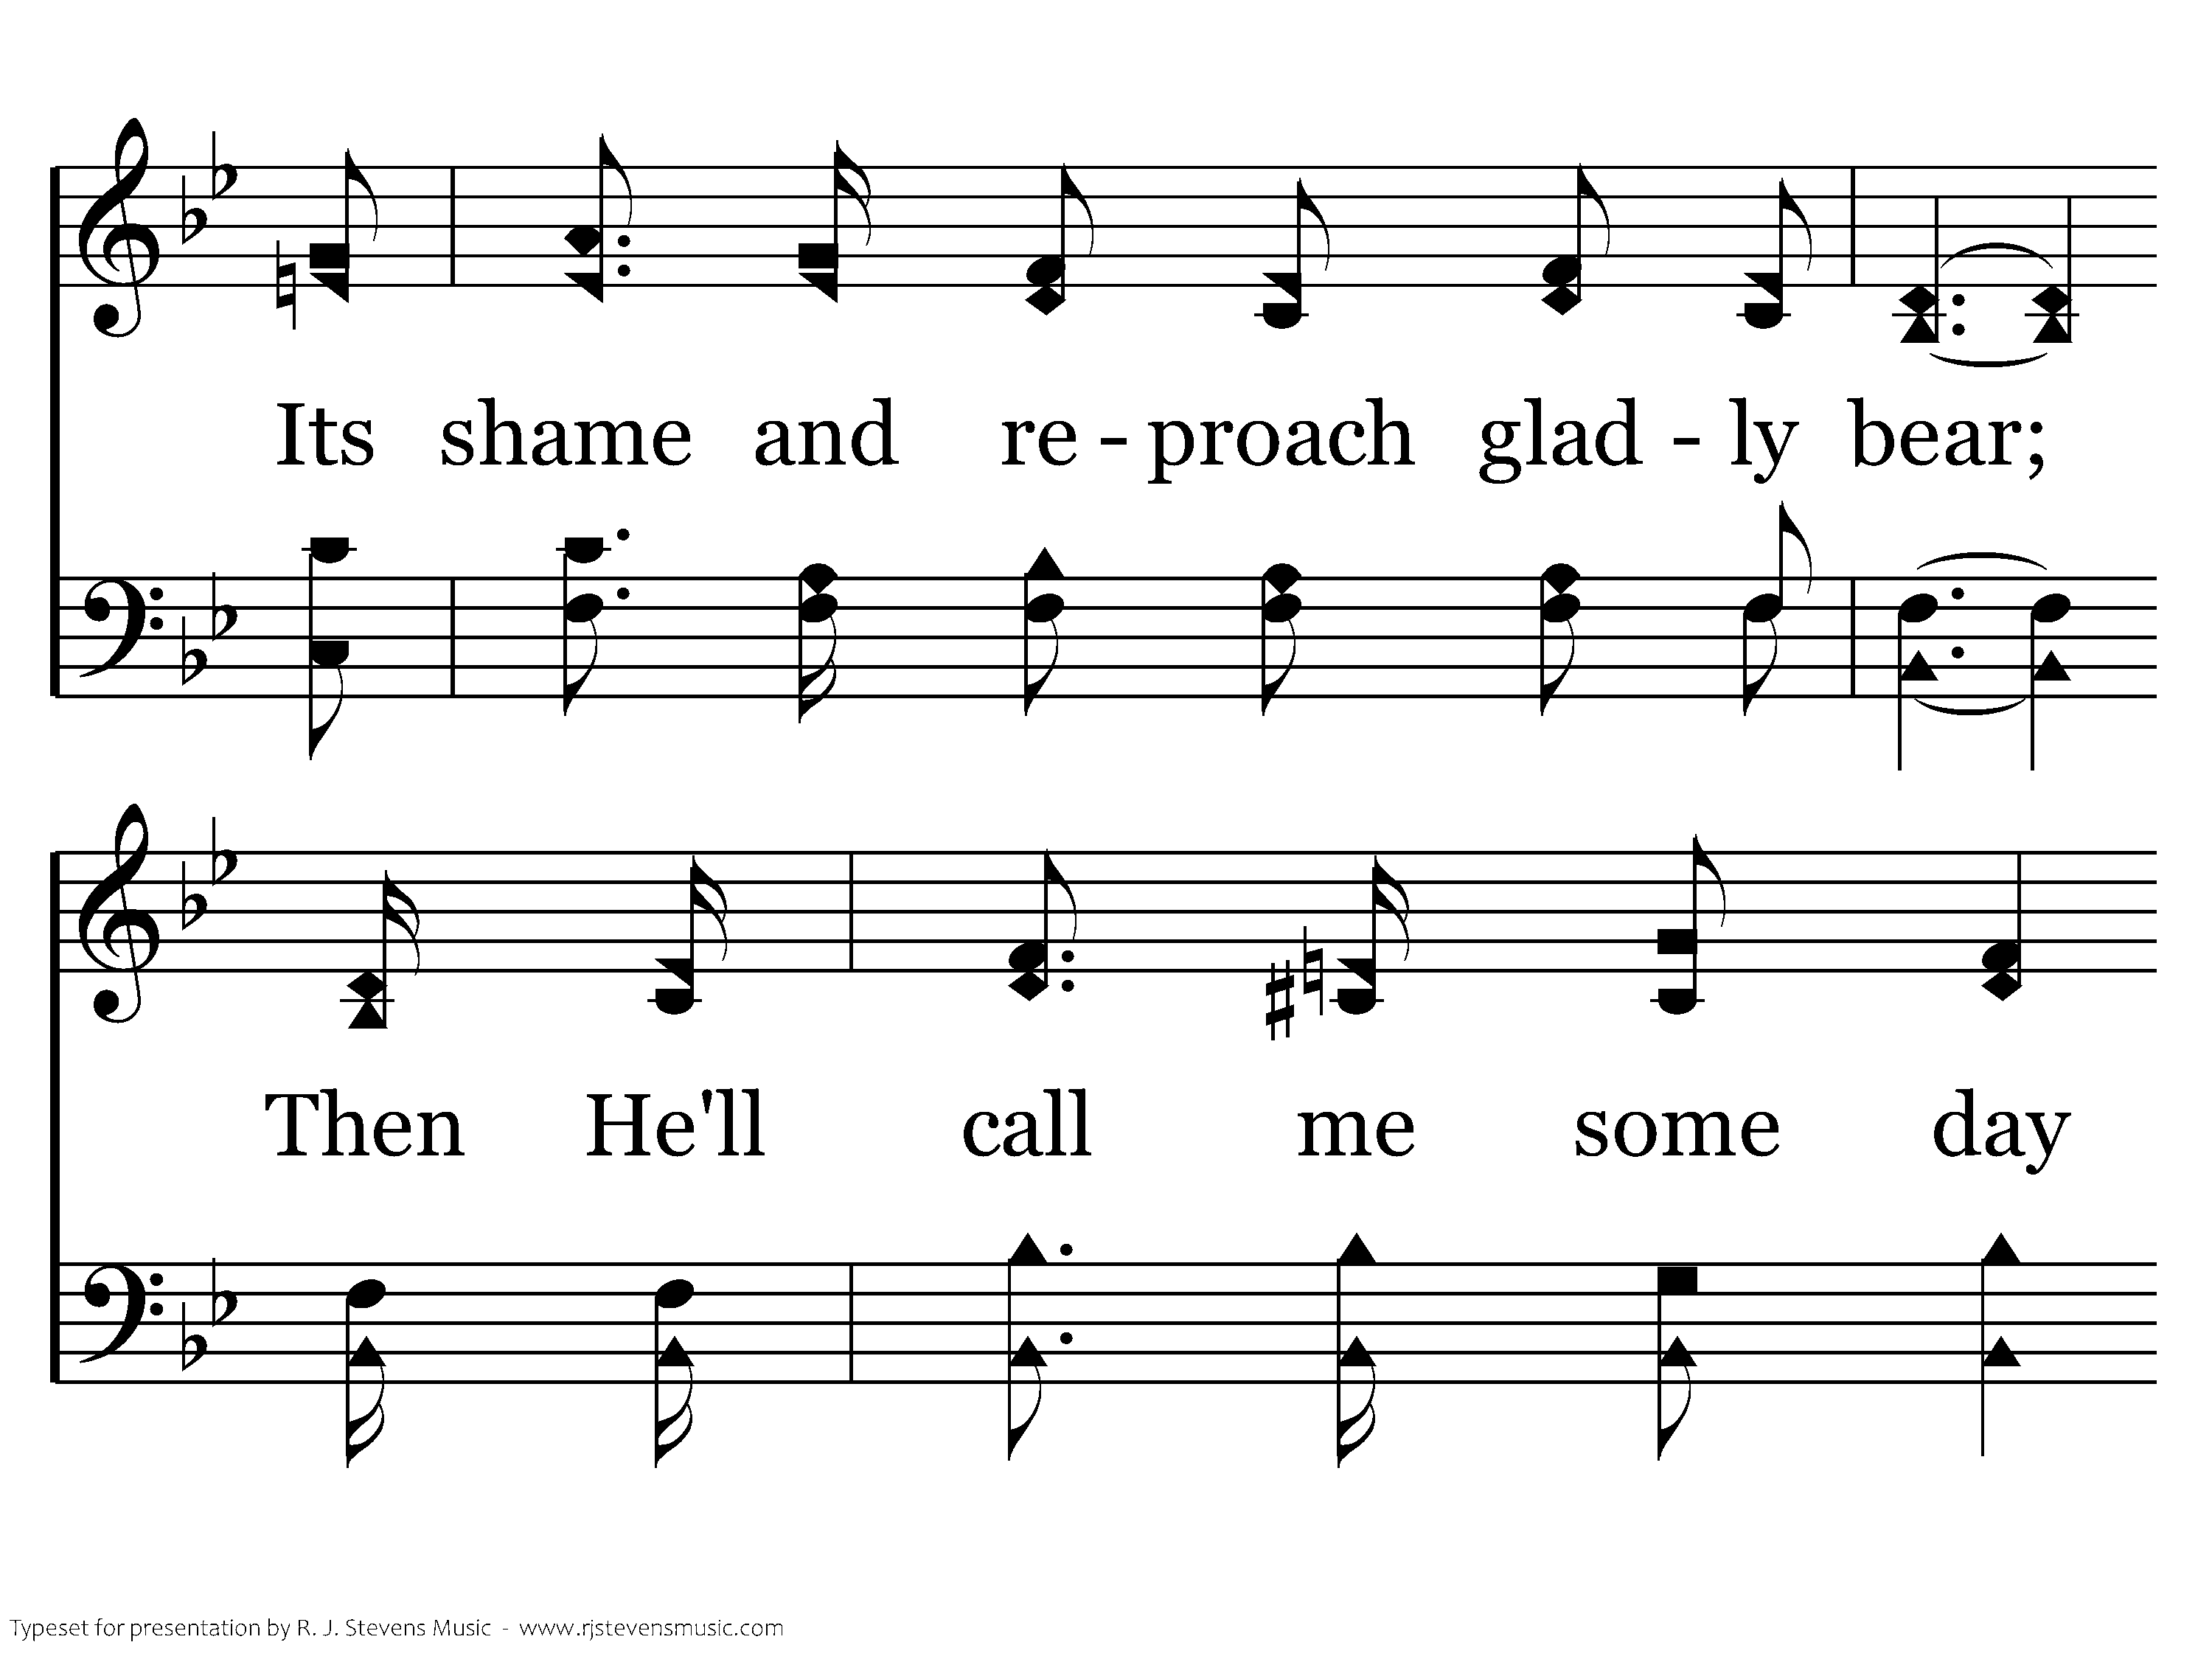 Its shame and re - proach glad - ly bear;
Then He'll call me some day
Typeset for presentation by R. J. Stevens Music - www.rjstevensmusic.com